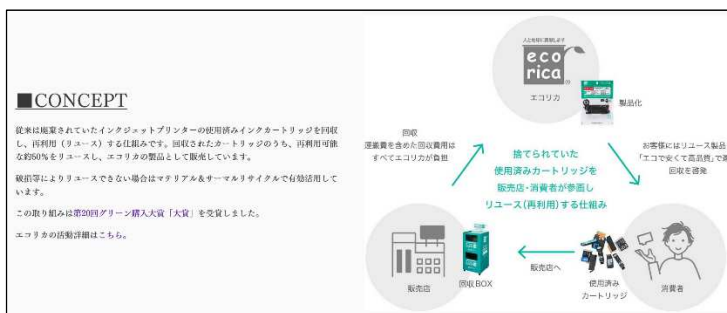 ■CONCEPT
従来は廃棄されていたインクジェットプリンターの使用済みインクカートリッジを回収
し、再利用（リユース）する仕組みです。回収されたカートリッジのうち、再利用可能
な約50%をリユースし、エコリカの製品として販売しています。
破損等によりリユースできない場合はマテリアル&サーマルリサイクルで有効活用して
います。
この取り組みは第20回グリーン購入大賞「大賞」を受賞しました。
エコリカの活動詳細はこちら。
人と地球に貢献します
eco
rica
エコリカ
製品化
回収
運搬費を含めた回収費用は
すべてエコリカが負担
捨てられていた
使用済みカートリッジを
販売店・消費者が参画し
リユース(再利用)する仕組み
お客様にはリユース製品
「エコで安くて高品質」で
回収を啓発
販売店
回収BOX
販売店へ
使用済み
カートリッジ
消費者